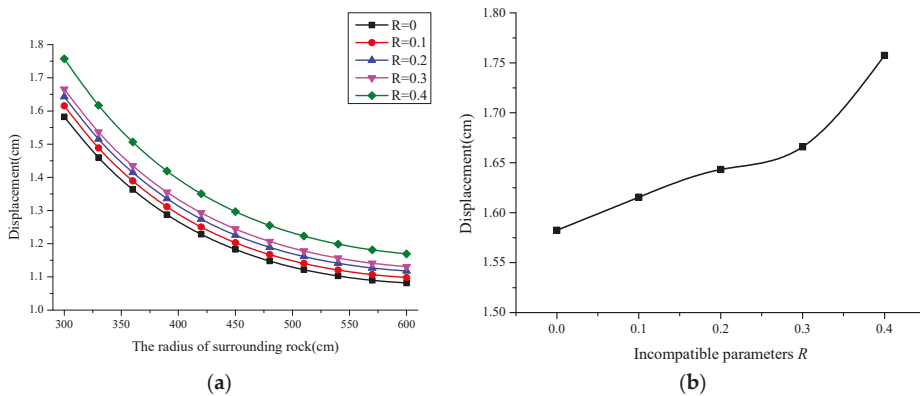 R=0
R=0.1
R=0.2
R=0.3
R=0.4
1.8
1.7
1.6
1.5
1.4
1.3
1.2
1.1
1.0
Displacement(cm)
300 350 400 450 500 550 600
The radius of surrounding rock(cm)
(a)
1.80
1.75
1.70
1.65
1.60
1.55
1.50
Displacement(cm)
0.0 0.1 0.2 0.3 0.4
Incompatible parameters R
(b)